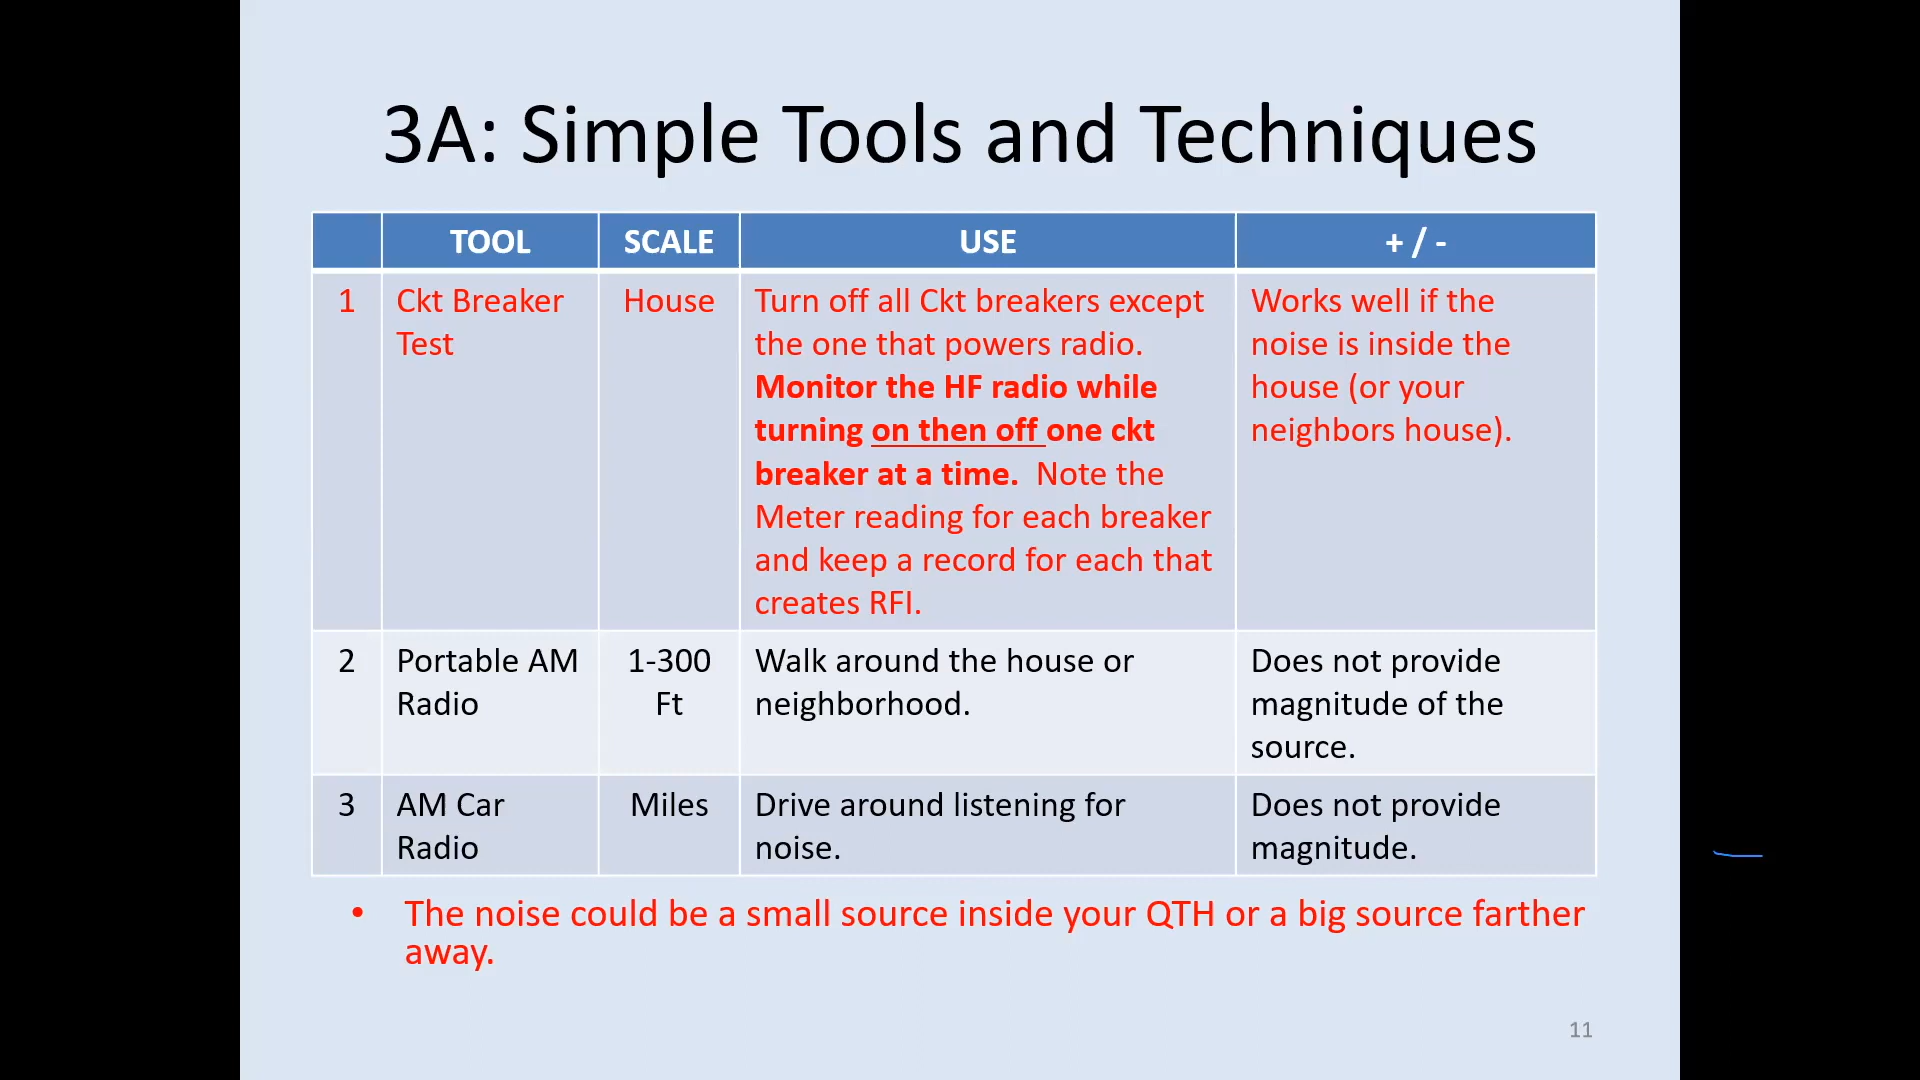 3A: Simple Tools and Techniques
TOOL SCALE USE + / -
1 Ckt Breaker House Turn off all Ckt breakers except Works well if the
Test the one that powers radio. noise is inside the
Monitor the HF radio while house (or your
turning on then off one ckt neighbors house).
breaker at a time. Note the
Meter reading for each breaker
and keep a record for each that
creates RFI.
2 Portable AM 1-300 Walk around the house or Does not provide
Radio Ft neighborhood. magnitude of the
source.
3 AM Car Miles Drive around listening for Does not provide
Radio noise. magnitude.
• The noise could be a small source inside your QTH or a big source farther
away.
11